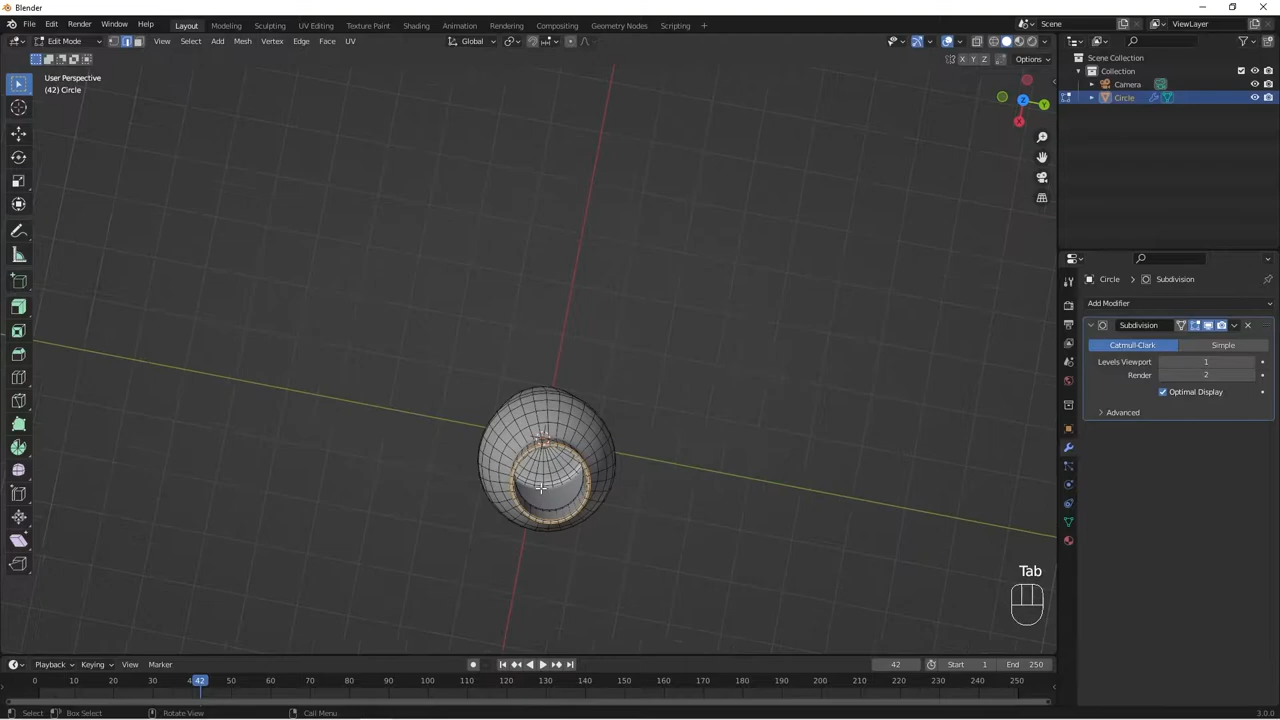 Blender
File Edit Render Window Help Layout Modeling Sculpting UV Editing Texture Paint Shading Animation Rendering Compositing Geometry Nodes Scripting + Scene ViewLayer
Edit Mode View Select Add Mesh Vertex Edge Face UV Global
X Y Z Options
User Perspective
(42) Circle
Scene Collection
Collection
Camera
Circle
Z
Y
X
Circle > Subdivision
Add Modifier
Subdivision
Catmull-Clark Simple
Levels Viewport 1
Render 2
Optimal Display
Advanced
Tab
Playback Keying View Marker 42 Start 1 End 250
0 10 20 30 4 42 50 60 70 80 90 100 110 120 130 140 150 160 170 180 190 200 210 220 230 240 250
Select Box Select Rotate View Call Menu 3.0.0